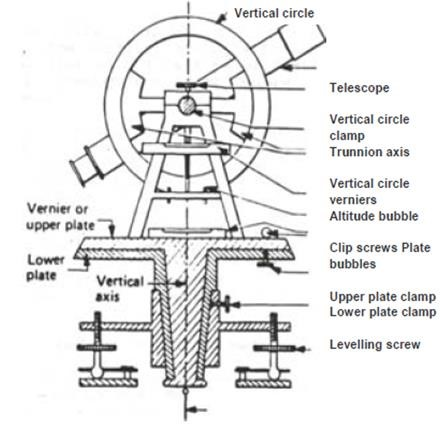 Vertical circle
Telescope
Vertical circle
clamp
Trunnion axis
Vertical circle
verniers
Altitude bubble
Vernier or
upper plate
Clip screws Plate
bubbles
Lower
plate
Vertical
axis
Upper plate clamp
Lower plate clamp
Levelling screw